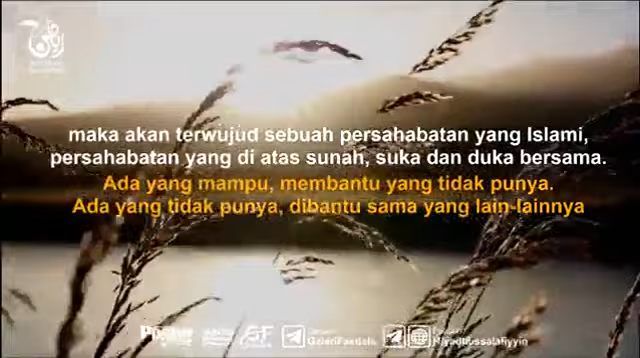 maka akan terwujud sebuah persahabatan yang Islami,
persahabatan yang di atas sunah, suka dan duka bersama.
Ada yang mampu, membantu yang tidak punya.
Ada yang tidak punya, dibantu sama yang lain-lainnya